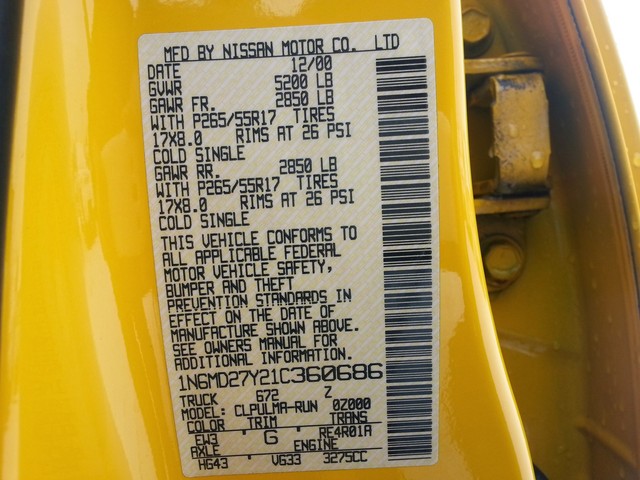 MFD BY NISSAN MOTOR CO. LTD
DATE 12/00
GVWR 5200 LB
GAWR FR. 2850 LB
WITH P265/55R17 TIRES
17X8.0 RIMS AT 26 PSI
COLD SINGLE
GAWR RR. 2850 LB
WITH P265/55R17 TIRES
17X8.0 RIMS AT 26 PSI
COLD SINGLE
THIS VEHICLE CONFORMS TO
ALL APPLICABLE FEDERAL
MOTOR VEHICLE SAFETY,
BUMPER AND THEFT
PREVENTION STANDARDS IN
EFFECT ON THE DATE OF
MANUFACTURE SHOWN ABOVE.
SEE OWNERS MANUAL FOR
ADDITIONAL INFORMATION.
1N6MD27Y21C360686
TRUCK 672 Z
MODEL: CLPULMA-RUN 0Z000
COLOR TRIM TRANS
EW3 G RE4R01A
AXLE ENGINE
HG43 VG33 3275CC